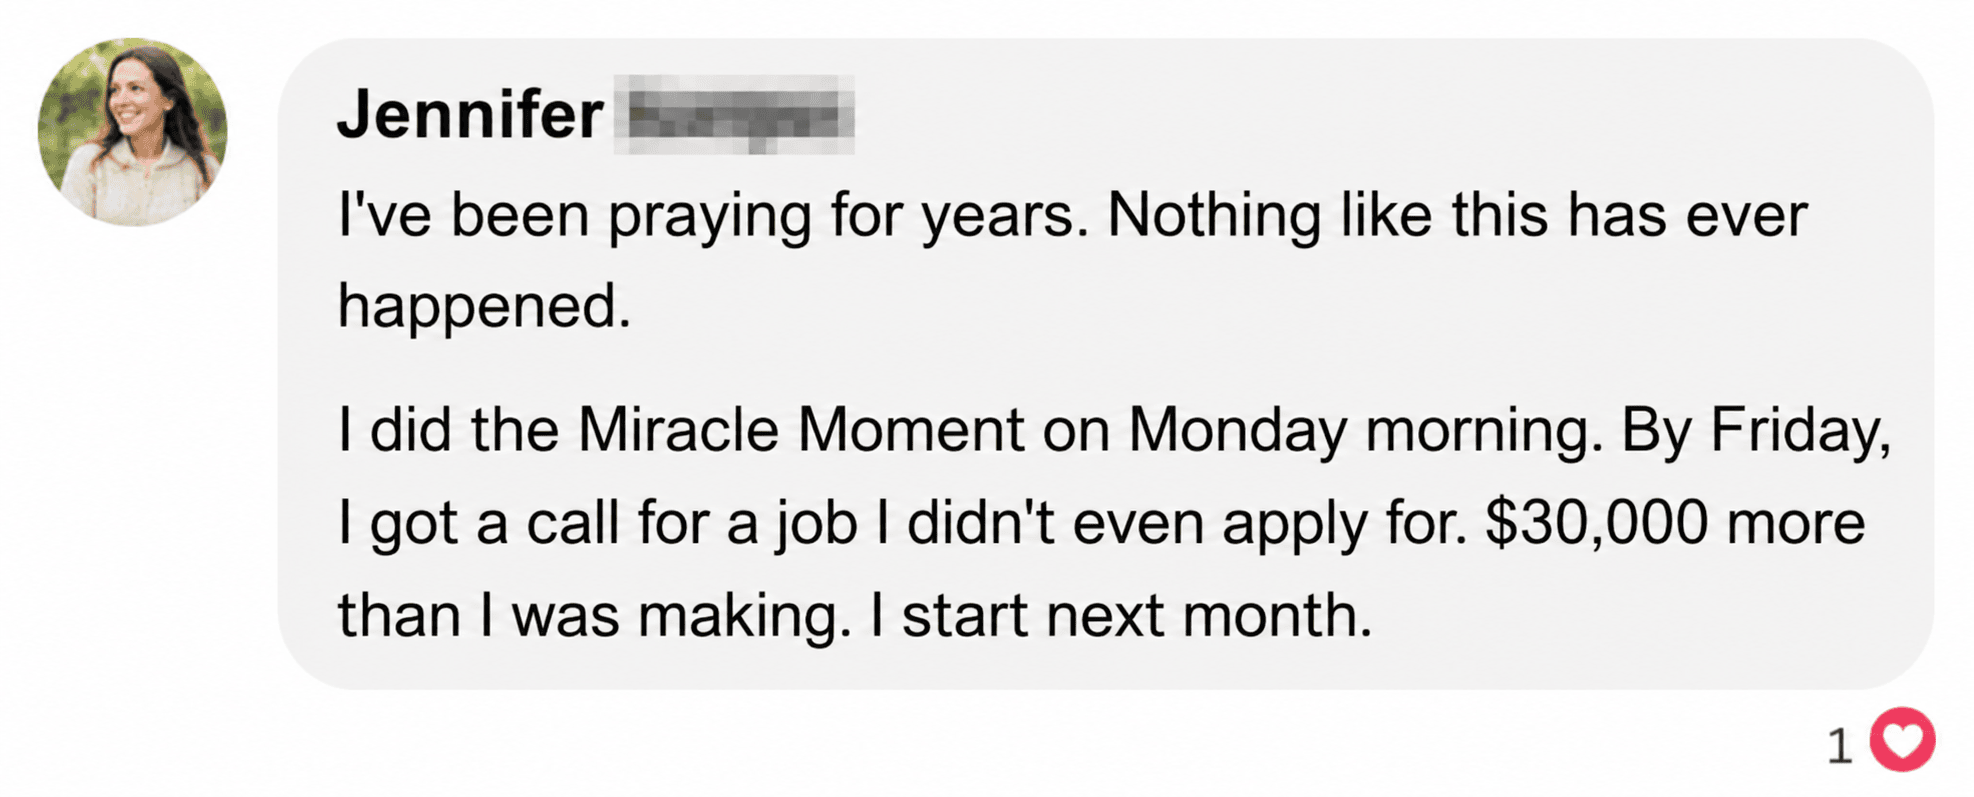 Jennifer
I've been praying for years. Nothing like this has ever
happened.
I did the Miracle Moment on Monday morning. By Friday,
I got a call for a job I didn't even apply for. $30,000 more
than I was making. I start next month.
1